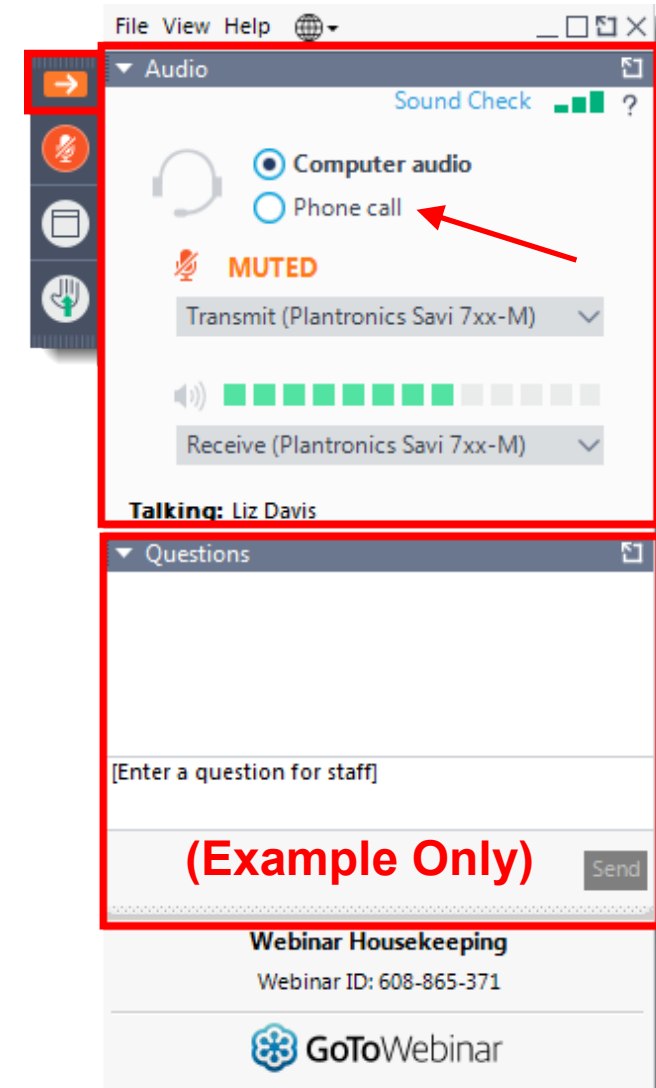 File View Help
Audio
Sound Check ?
Computer audio
Phone call
MUTED
Transmit (Plantronics Savi 7xx-M)
Receive (Plantronics Savi 7xx-M)
Talking: Liz Davis
Questions
[Enter a question for staff]
(Example Only)
Send
Webinar Housekeeping
Webinar ID: 608-865-371
GoToWebinar